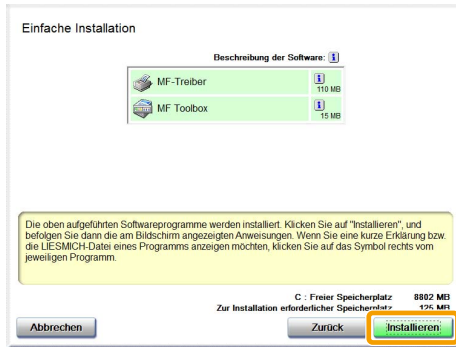 Einfache Installation
Beschreibung der Software:
MF-Treiber
110 MB
MF Toolbox
15 MB
Die oben aufgeführten Softwareprogramme werden installiert. Klicken Sie auf "Installieren", und
befolgen Sie dann die am Bildschirm angezeigten Anweisungen. Wenn Sie eine kurze Erklärung bzw.
die LIESMICH-Datei eines Programms anzeigen möchten, klicken Sie auf das Symbol rechts vom
jeweiligen Programm.
C : Freier Speicherplatz 8802 MB
Zur Installation erforderlicher Speicherplatz 125 MB
Abbrechen Zurück Installieren